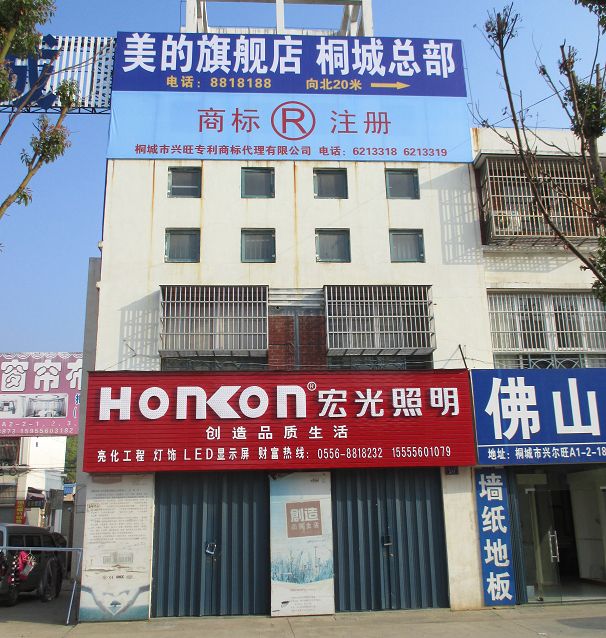 美的旗舰店 桐城总部
电话：8818188 向北20米
商标 ® 注册
桐城市兴旺专利商标代理有限公司 电话：6213318 6213319
HONKON® 宏光照明
创造品质生活
亮化工程 灯饰 LED显示屏 财富热线：0556-8818232 15555601079
創造
窗帘布
佛山
地址：桐城市兴尔旺A1-2-18
墙纸地板